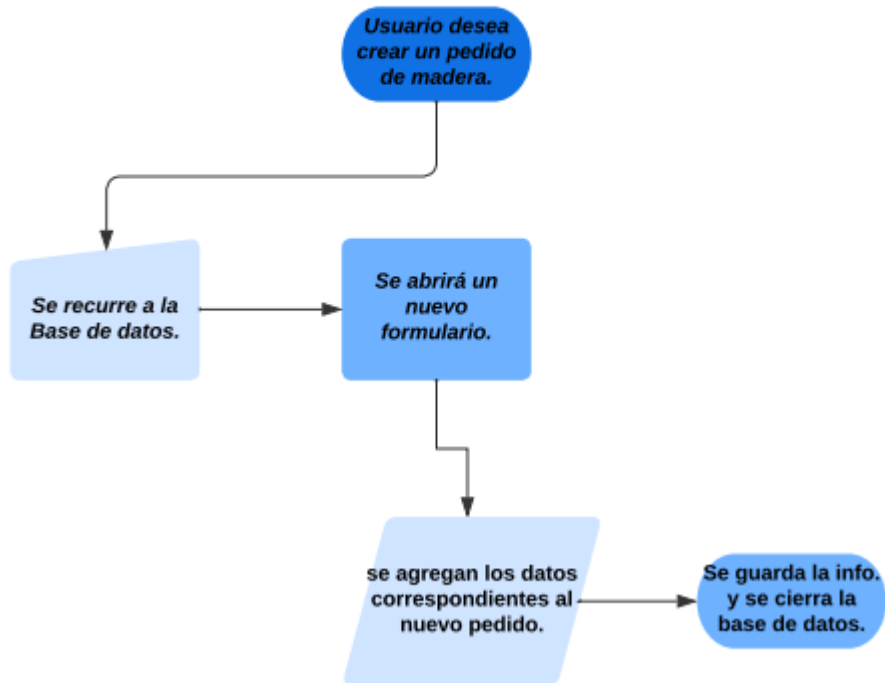 Usuario desea
crear un pedido
de madera.
Se recurre a la
Base de datos.
Se abrirá un
nuevo
formulario.
se agregan los datos
correspondientes al
nuevo pedido.
Se guarda la info.
y se cierra la
base de datos.